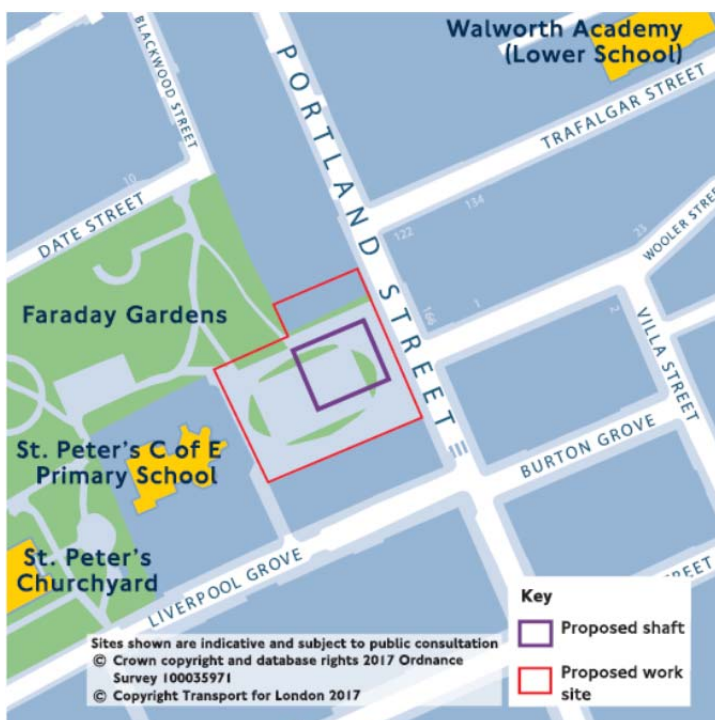 Walworth Academy
(Lower School)
BLACKWOOD STREET
PORTLAND STREET
TRAFALGAR STREET
10
DATE STREET
134
122
23
WOOLER STREET
Faraday Gardens
166
1
2
VILLA STREET
St. Peter's C of E
Primary School
BURTON GROVE
St. Peter's
Churchyard
LIVERPOOL GROVE
REET
Key
Proposed shaft
Proposed work
site
Sites shown are indicative and subject to public consultation
© Crown copyright and database rights 2017 Ordnance
Survey 100035971
© Copyright Transport for London 2017